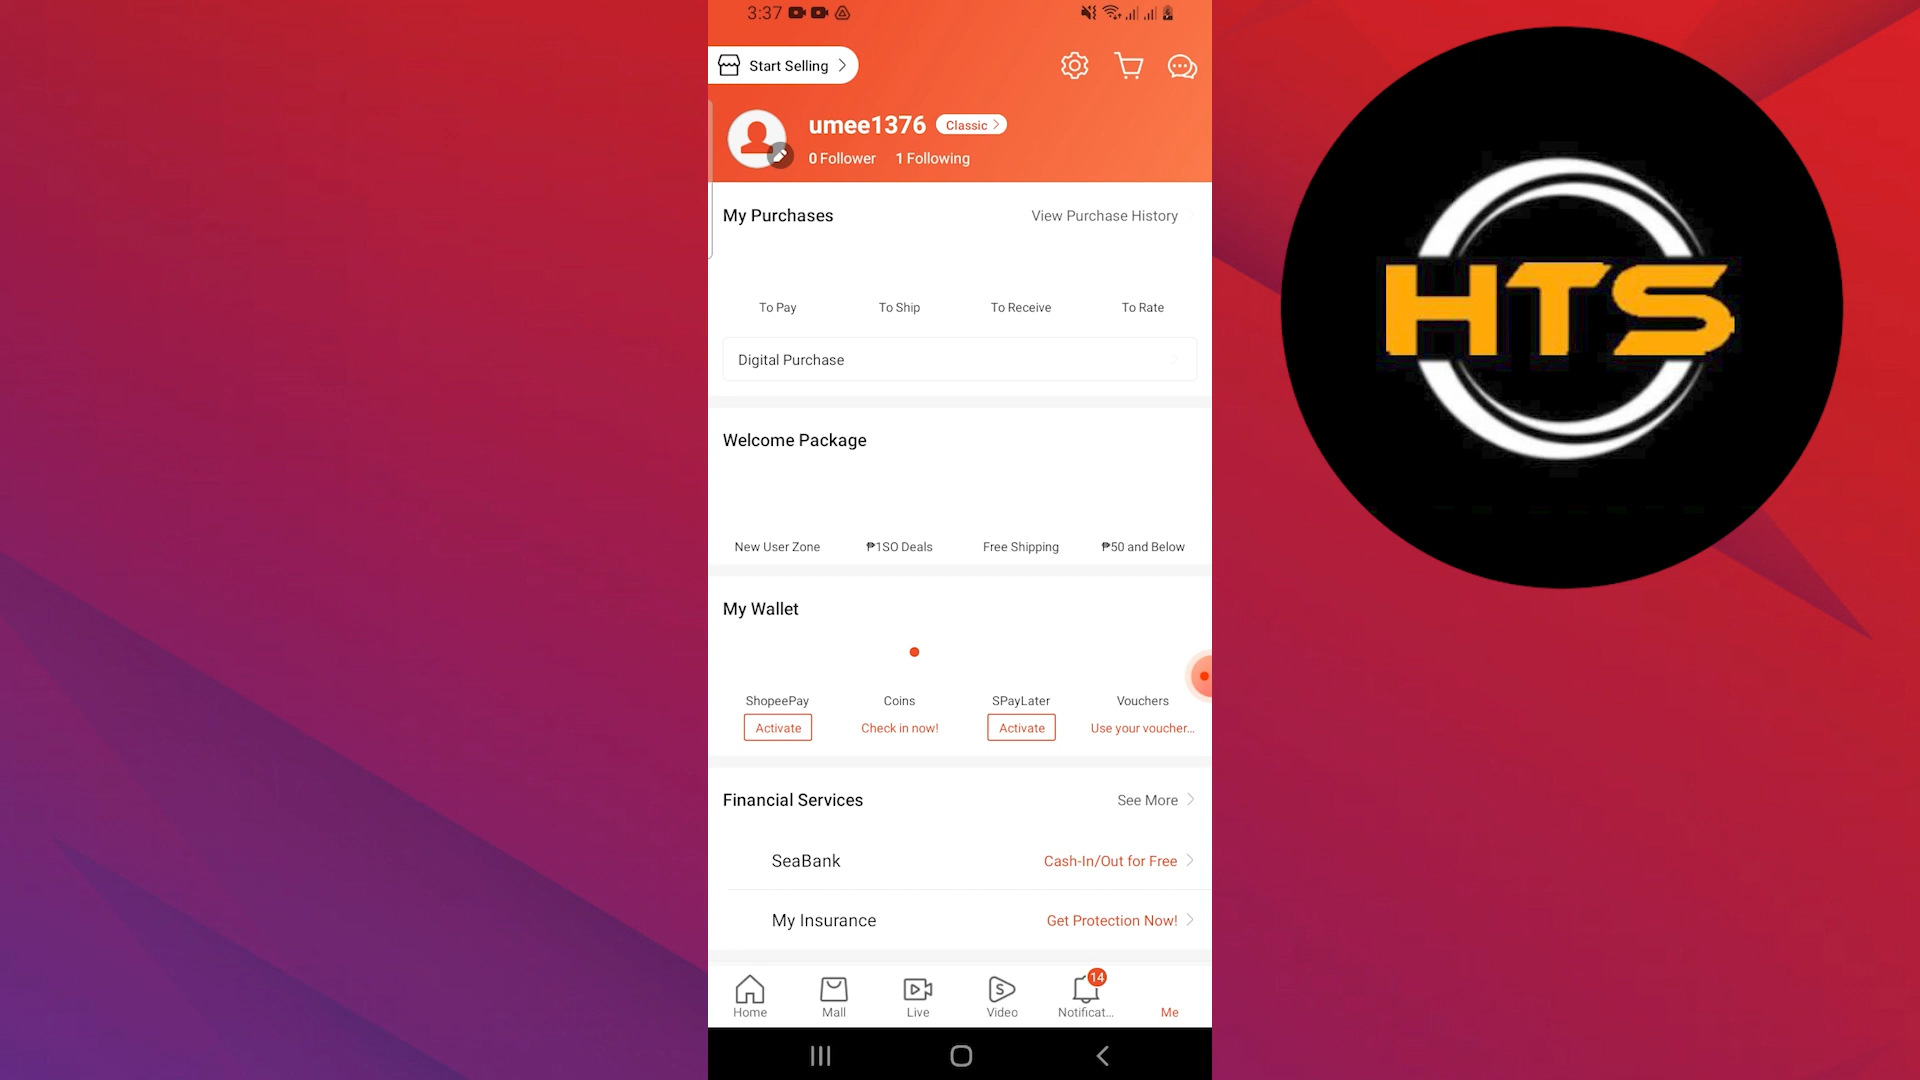 3:37
Start Selling
umee1376 Classic
0 Follower 1 Following
My Purchases View Purchase History
To Pay To Ship To Receive To Rate
Digital Purchase
Welcome Package
New User Zone ₱1SO Deals Free Shipping ₱50 and Below
My Wallet
ShopeePay Coins SPayLater Vouchers
Activate Check in now! Activate Use your voucher...
Financial Services See More
SeaBank Cash-In/Out for Free
My Insurance Get Protection Now!
14
Home Mall Live Video Notificat... Me
HTS